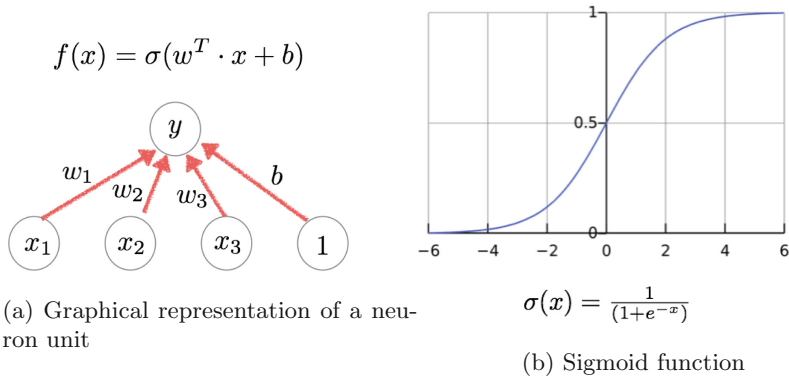 f(x) = σ(w^T · x + b)
y
w₁
w₂
w₃
b
x₁ x₂ x₃ 1
(a) Graphical representation of a neu-
ron unit
1
0.5
0
−6 −4 −2 0 2 4 6
σ(x) = 1/(1+e^{−x})
(b) Sigmoid function